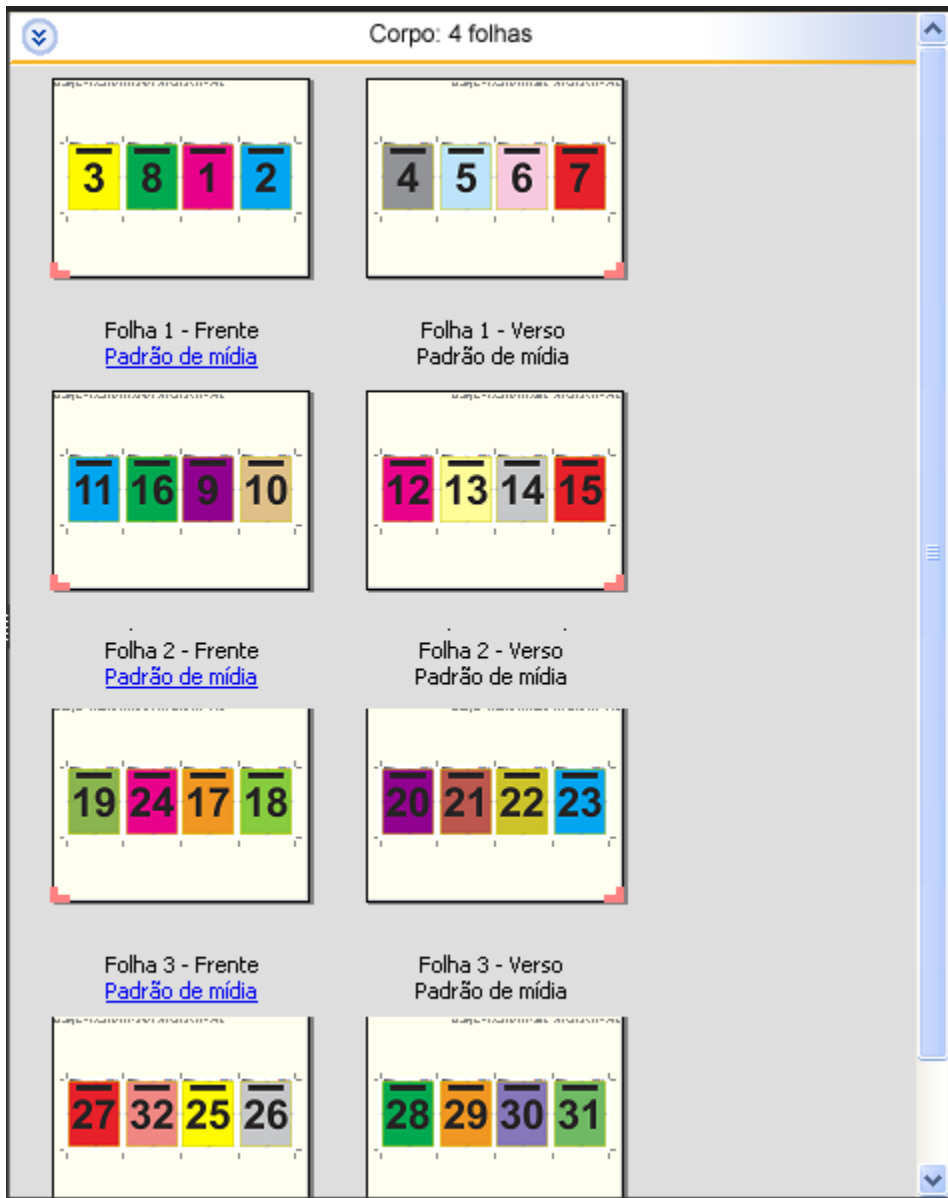 Corpo: 4 folhas
3 8 1 2
4 5 6 7
Folha 1 - Frente
Padrão de mídia
Folha 1 - Verso
Padrão de mídia
11 16 9 10
12 13 14 15
Folha 2 - Frente
Padrão de mídia
Folha 2 - Verso
Padrão de mídia
19 24 17 18
20 21 22 23
Folha 3 - Frente
Padrão de mídia
Folha 3 - Verso
Padrão de mídia
27 32 25 26
28 29 30 31